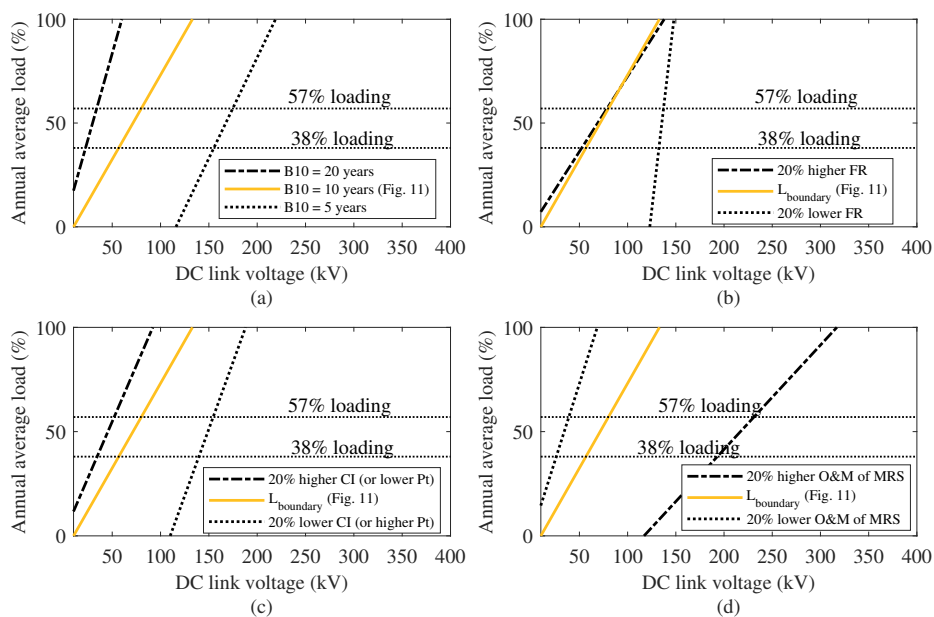 100
50
0
Annual average load (%)
57% loading
38% loading
B10 = 20 years
B10 = 10 years (Fig. 11)
B10 = 5 years
50 100 150 200 250 300 350 400
DC link voltage (kV)
(a)
100
50
0
Annual average load (%)
57% loading
38% loading
20% higher FR
L_boundary (Fig. 11)
20% lower FR
50 100 150 200 250 300 350 400
DC link voltage (kV)
(b)
100
50
0
Annual average load (%)
57% loading
38% loading
20% higher CI (or lower Pt)
L_boundary (Fig. 11)
20% lower CI (or higher Pt)
50 100 150 200 250 300 350 400
DC link voltage (kV)
(c)
100
50
0
Annual average load (%)
57% loading
38% loading
20% higher O&M of MRS
L_boundary (Fig. 11)
20% lower O&M of MRS
50 100 150 200 250 300 350 400
DC link voltage (kV)
(d)